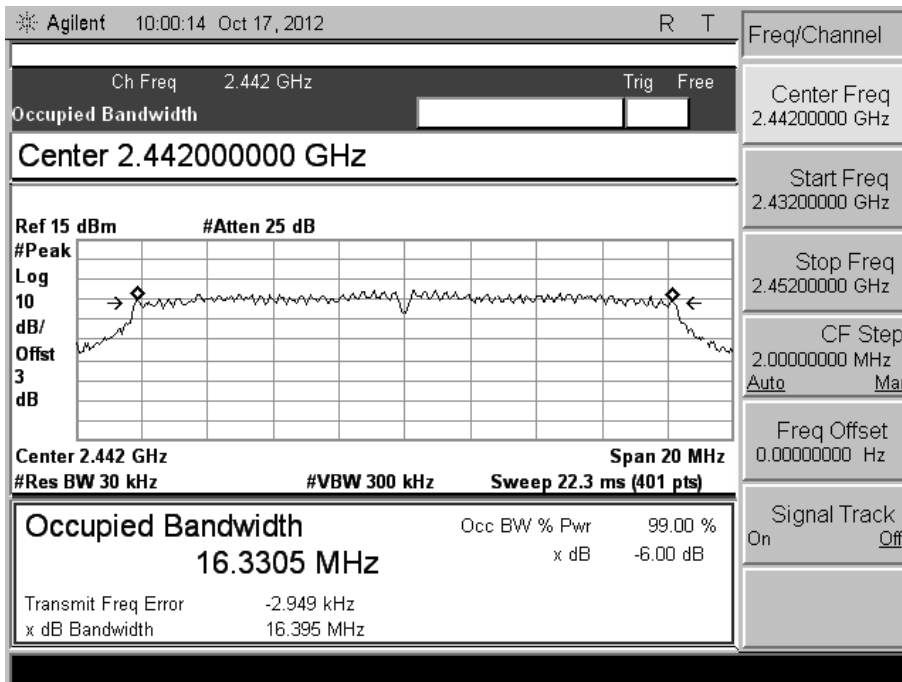 Agilent 10:00:14 Oct 17, 2012 R T
Freq/Channel
Ch Freq 2.442 GHz Trig Free
Occupied Bandwidth
Center 2.442000000 GHz
Ref 15 dBm #Atten 25 dB
#Peak
Log
10
dB/
Offst
3
dB
Center 2.442 GHz Span 20 MHz
#Res BW 30 kHz #VBW 300 kHz Sweep 22.3 ms (401 pts)
Occupied Bandwidth
16.3305 MHz
Occ BW % Pwr 99.00 %
x dB -6.00 dB
Transmit Freq Error -2.949 kHz
x dB Bandwidth 16.395 MHz
Center Freq
2.44200000 GHz
Start Freq
2.43200000 GHz
Stop Freq
2.45200000 GHz
CF Step
2.00000000 MHz
Auto Ma
Freq Offset
0.00000000 Hz
Signal Track
On Off